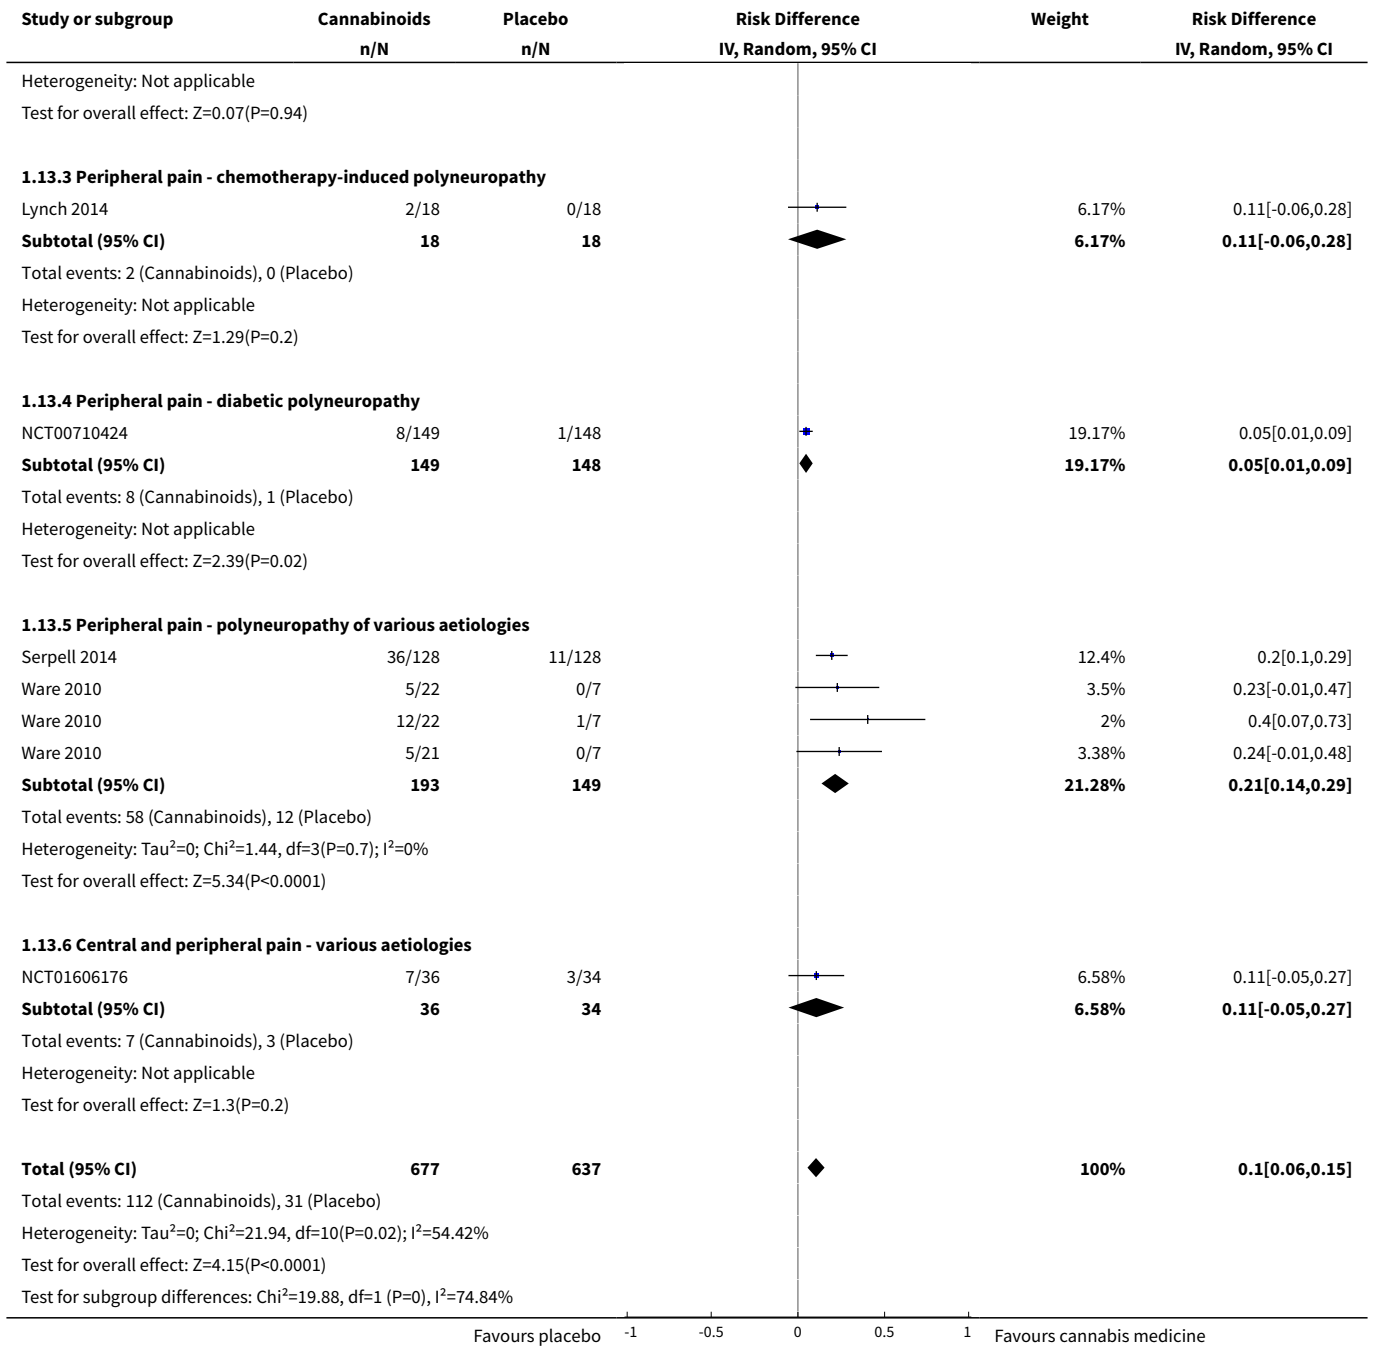 Study or subgroup Cannabinoids Placebo Risk Difference Weight Risk Difference
n/N n/N IV, Random, 95% CI IV, Random, 95% CI
Heterogeneity: Not applicable
Test for overall effect: Z=0.07(P=0.94)
1.13.3 Peripheral pain - chemotherapy-induced polyneuropathy
Lynch 2014 2/18 0/18 6.17% 0.11[-0.06,0.28]
Subtotal (95% CI) 18 18 6.17% 0.11[-0.06,0.28]
Total events: 2 (Cannabinoids), 0 (Placebo)
Heterogeneity: Not applicable
Test for overall effect: Z=1.29(P=0.2)
1.13.4 Peripheral pain - diabetic polyneuropathy
NCT00710424 8/149 1/148 19.17% 0.05[0.01,0.09]
Subtotal (95% CI) 149 148 19.17% 0.05[0.01,0.09]
Total events: 8 (Cannabinoids), 1 (Placebo)
Heterogeneity: Not applicable
Test for overall effect: Z=2.39(P=0.02)
1.13.5 Peripheral pain - polyneuropathy of various aetiologies
Serpell 2014 36/128 11/128 12.4% 0.2[0.1,0.29]
Ware 2010 5/22 0/7 3.5% 0.23[-0.01,0.47]
Ware 2010 12/22 1/7 2% 0.4[0.07,0.73]
Ware 2010 5/21 0/7 3.38% 0.24[-0.01,0.48]
Subtotal (95% CI) 193 149 21.28% 0.21[0.14,0.29]
Total events: 58 (Cannabinoids), 12 (Placebo)
Heterogeneity: Tau²=0; Chi²=1.44, df=3(P=0.7); I²=0%
Test for overall effect: Z=5.34(P<0.0001)
1.13.6 Central and peripheral pain - various aetiologies
NCT01606176 7/36 3/34 6.58% 0.11[-0.05,0.27]
Subtotal (95% CI) 36 34 6.58% 0.11[-0.05,0.27]
Total events: 7 (Cannabinoids), 3 (Placebo)
Heterogeneity: Not applicable
Test for overall effect: Z=1.3(P=0.2)
Total (95% CI) 677 637 100% 0.1[0.06,0.15]
Total events: 112 (Cannabinoids), 31 (Placebo)
Heterogeneity: Tau²=0; Chi²=21.94, df=10(P=0.02); I²=54.42%
Test for overall effect: Z=4.15(P<0.0001)
Test for subgroup differences: Chi²=19.88, df=1 (P=0), I²=74.84%
Favours placebo -1 -0.5 0 0.5 1 Favours cannabis medicine